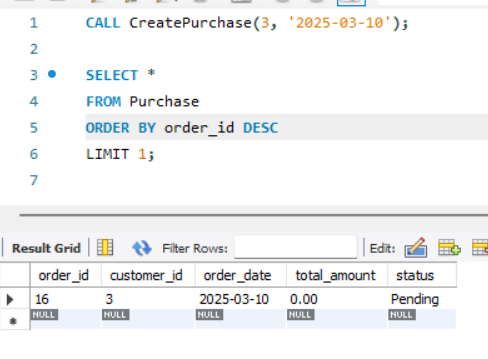 1 CALL CreatePurchase(3, '2025-03-10');
2
3 SELECT *
4 FROM Purchase
5 ORDER BY order_id DESC
6 LIMIT 1;
7
Result Grid Filter Rows: Edit:
order_id customer_id order_date total_amount status
16 3 2025-03-10 0.00 Pending
NULL NULL NULL NULL NULL